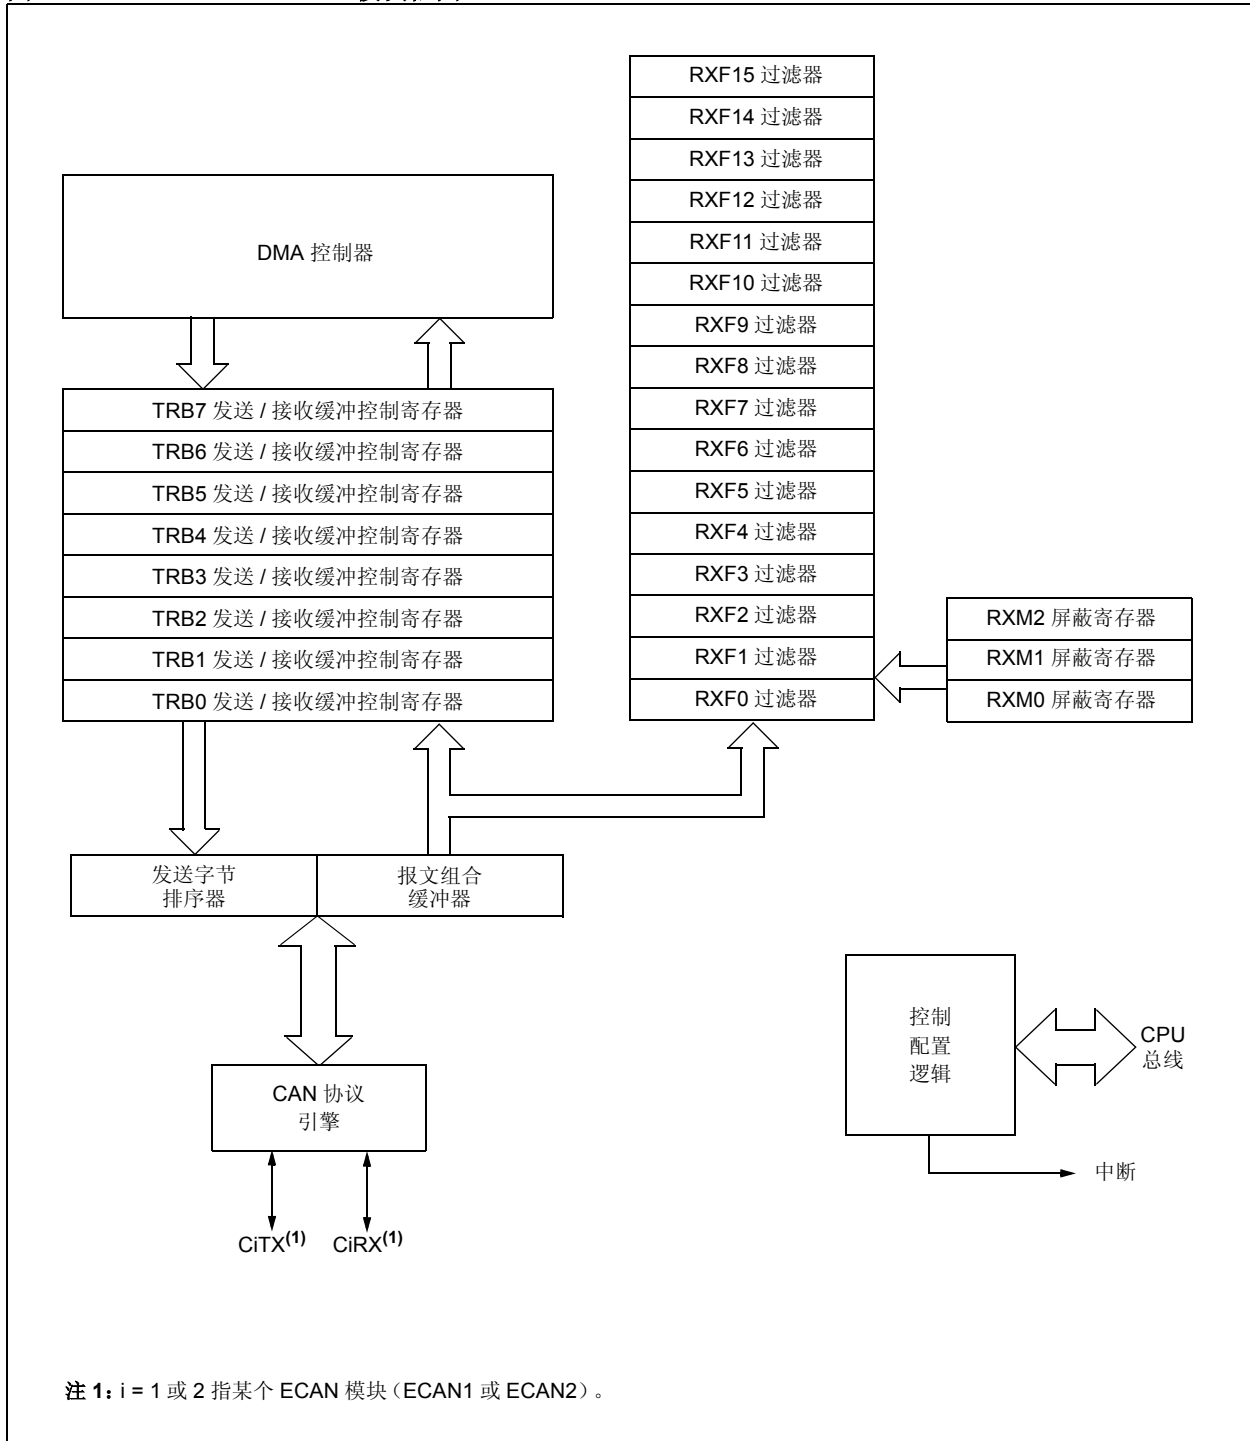 RXF15 过滤器
RXF14 过滤器
RXF13 过滤器
RXF12 过滤器
RXF11 过滤器
RXF10 过滤器
RXF9 过滤器
RXF8 过滤器
RXF7 过滤器
RXF6 过滤器
RXF5 过滤器
RXF4 过滤器
RXF3 过滤器
RXF2 过滤器
RXF1 过滤器
RXF0 过滤器
DMA 控制器
TRB7 发送 / 接收缓冲控制寄存器
TRB6 发送 / 接收缓冲控制寄存器
TRB5 发送 / 接收缓冲控制寄存器
TRB4 发送 / 接收缓冲控制寄存器
TRB3 发送 / 接收缓冲控制寄存器
TRB2 发送 / 接收缓冲控制寄存器
TRB1 发送 / 接收缓冲控制寄存器
TRB0 发送 / 接收缓冲控制寄存器
RXM2 屏蔽寄存器
RXM1 屏蔽寄存器
RXM0 屏蔽寄存器
发送字节
排序器
报文组合
缓冲器
控制
配置
逻辑
CPU
总线
CAN 协议
引擎
中断
CiTX(1)
CiRX(1)
注 1: i = 1 或 2 指某个 ECAN 模块（ECAN1 或 ECAN2）。